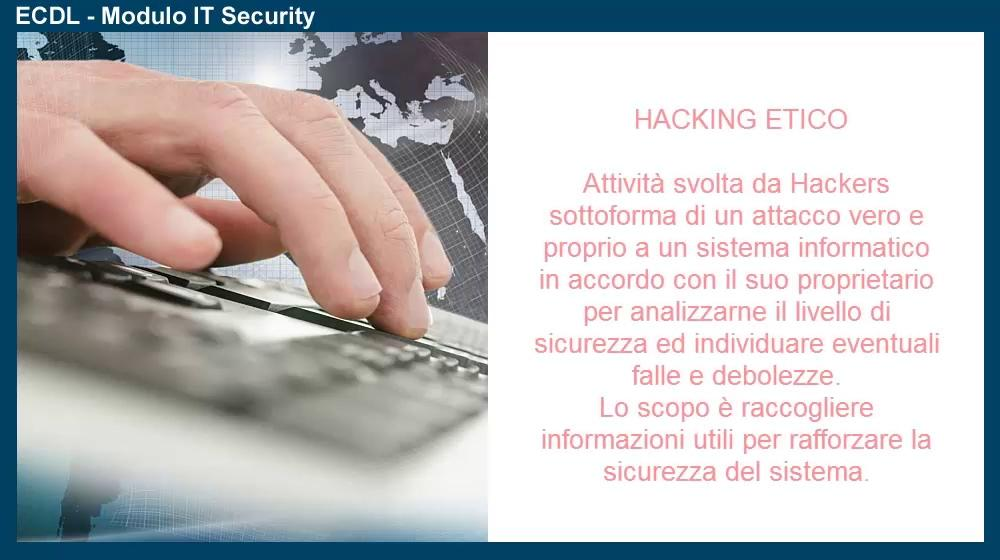 ECDL - Modulo IT Security
HACKING ETICO
Attività svolta da Hackers
sottoforma di un attacco vero e
proprio a un sistema informatico
in accordo con il suo proprietario
per analizzarne il livello di
sicurezza ed individuare eventuali
falle e debolezze.
Lo scopo è raccogliere
informazioni utili per rafforzare la
sicurezza del sistema.